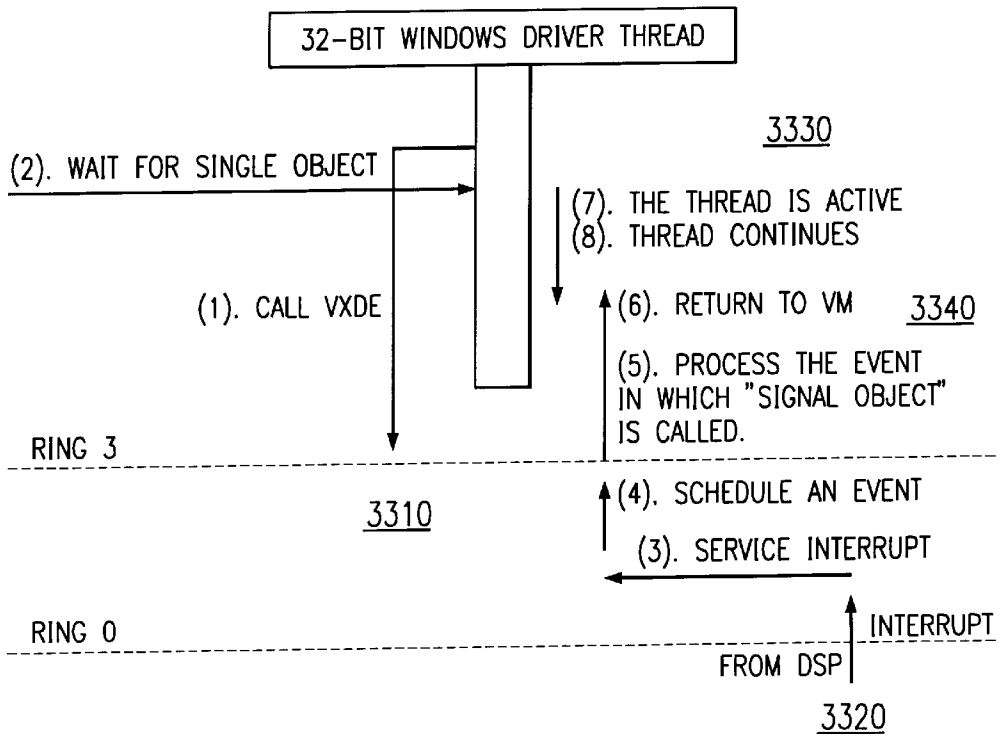 32-BIT WINDOWS DRIVER THREAD
3330
(2). WAIT FOR SINGLE OBJECT
(7). THE THREAD IS ACTIVE
(8). THREAD CONTINUES
(1). CALL VXDE
(6). RETURN TO VM
3340
(5). PROCESS THE EVENT
IN WHICH "SIGNAL OBJECT"
IS CALLED.
RING 3
3310
(4). SCHEDULE AN EVENT
(3). SERVICE INTERRUPT
RING 0
INTERRUPT
FROM DSP
3320